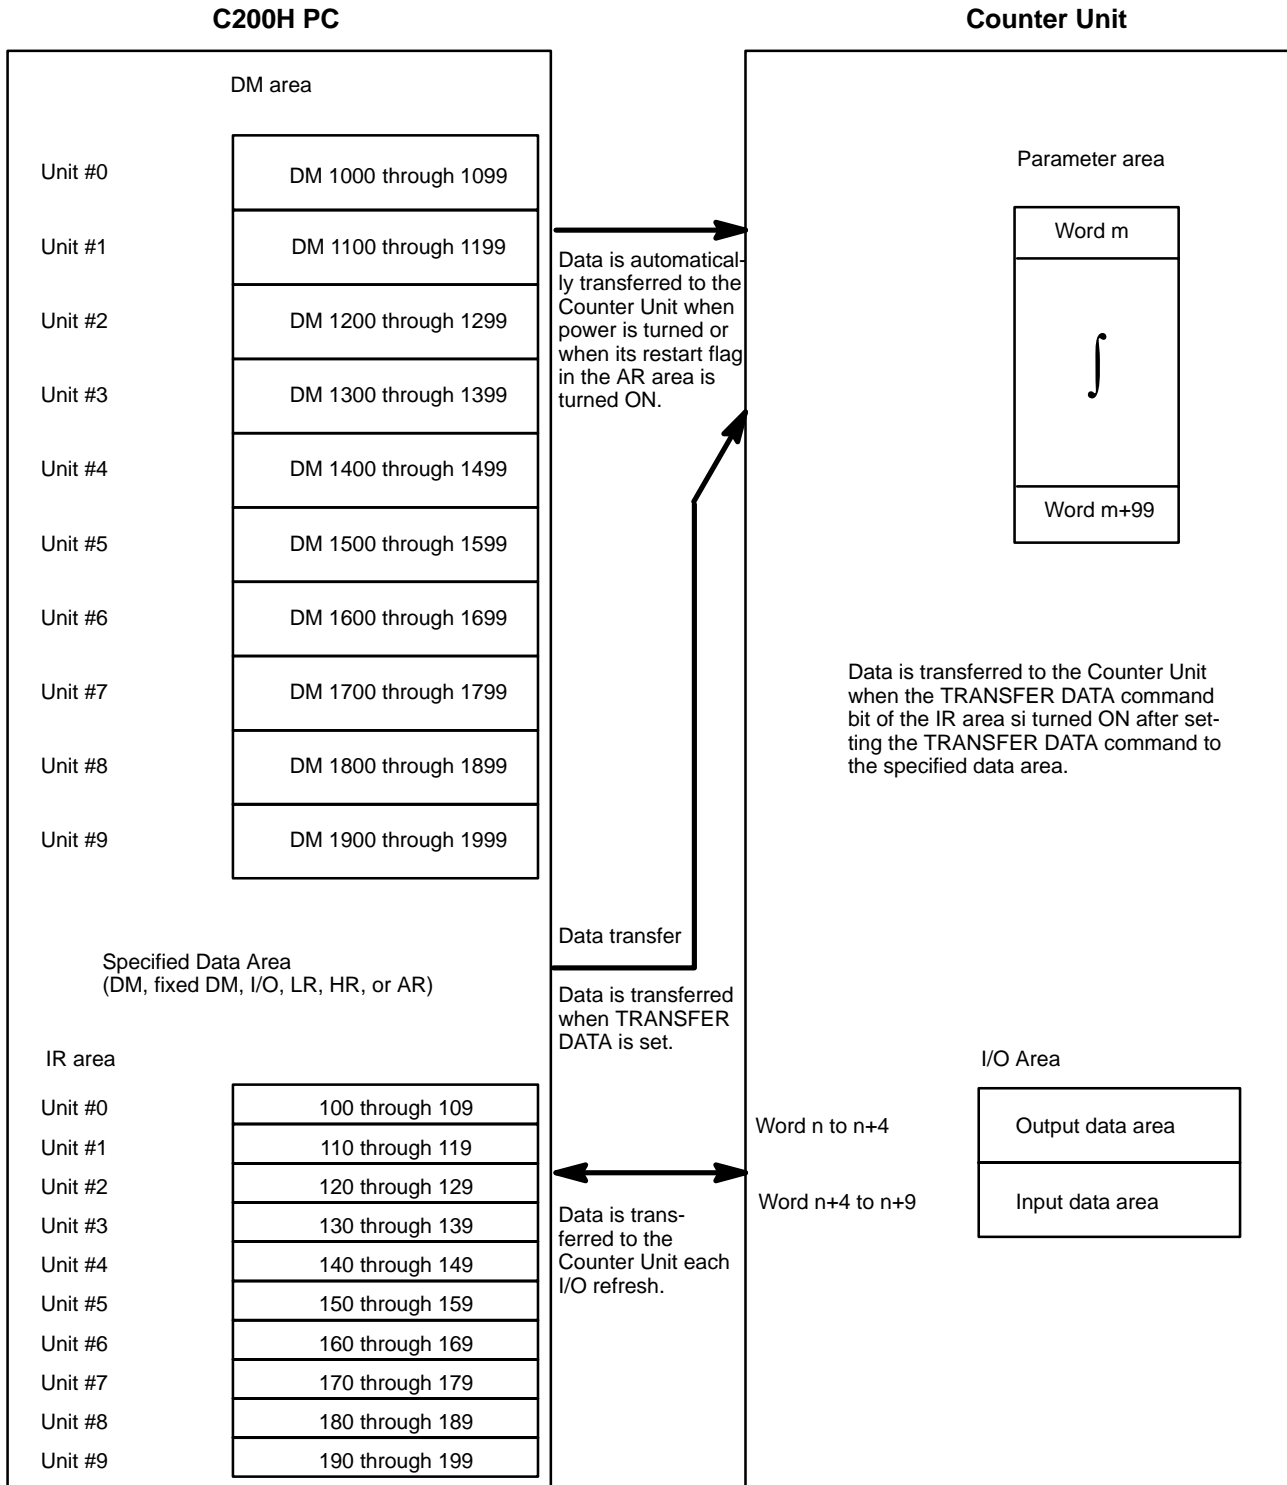 C200H PC
Counter Unit
DM area
Unit #0
DM 1000 through 1099
Unit #1
DM 1100 through 1199
Unit #2
DM 1200 through 1299
Unit #3
DM 1300 through 1399
Unit #4
DM 1400 through 1499
Unit #5
DM 1500 through 1599
Unit #6
DM 1600 through 1699
Unit #7
DM 1700 through 1799
Unit #8
DM 1800 through 1899
Unit #9
DM 1900 through 1999
Data is automatical-
ly transferred to the
Counter Unit when
power is turned or
when its restart flag
in the AR area is
turned ON.
Parameter area
Word m
∫
Word m+99
Data is transferred to the Counter Unit
when the TRANSFER DATA command
bit of the IR area si turned ON after set-
ting the TRANSFER DATA command to
the specified data area.
Specified Data Area
(DM, fixed DM, I/O, LR, HR, or AR)
Data transfer
Data is transferred
when TRANSFER
DATA is set.
IR area
Unit #0
100 through 109
Unit #1
110 through 119
Unit #2
120 through 129
Unit #3
130 through 139
Unit #4
140 through 149
Unit #5
150 through 159
Unit #6
160 through 169
Unit #7
170 through 179
Unit #8
180 through 189
Unit #9
190 through 199
Data is trans-
ferred to the
Counter Unit each
I/O refresh.
I/O Area
Word n to n+4
Output data area
Word n+4 to n+9
Input data area